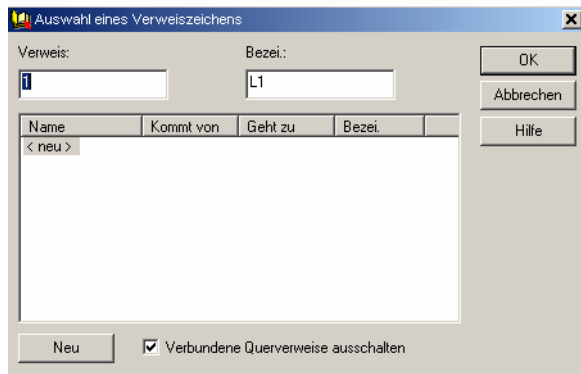 Auswahl eines Verweiszeichens
Verweis: Bezei.:
1 L1
OK
Abbrechen
Hilfe
Name Kommt von Geht zu Bezei.
< neu >
Neu Verbundene Querverweise ausschalten